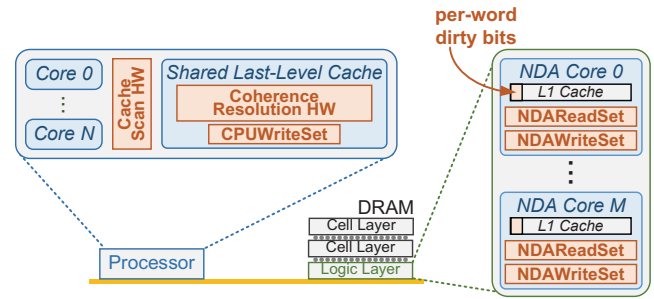 per-word
dirty bits
Core 0
Core N
Cache
Scan HW
Shared Last-Level Cache
Coherence
Resolution HW
CPUWriteSet
NDA Core 0
L1 Cache
NDAReadSet
NDAWriteSet
NDA Core M
L1 Cache
NDAReadSet
NDAWriteSet
DRAM
Cell Layer
Cell Layer
Logic Layer
Processor